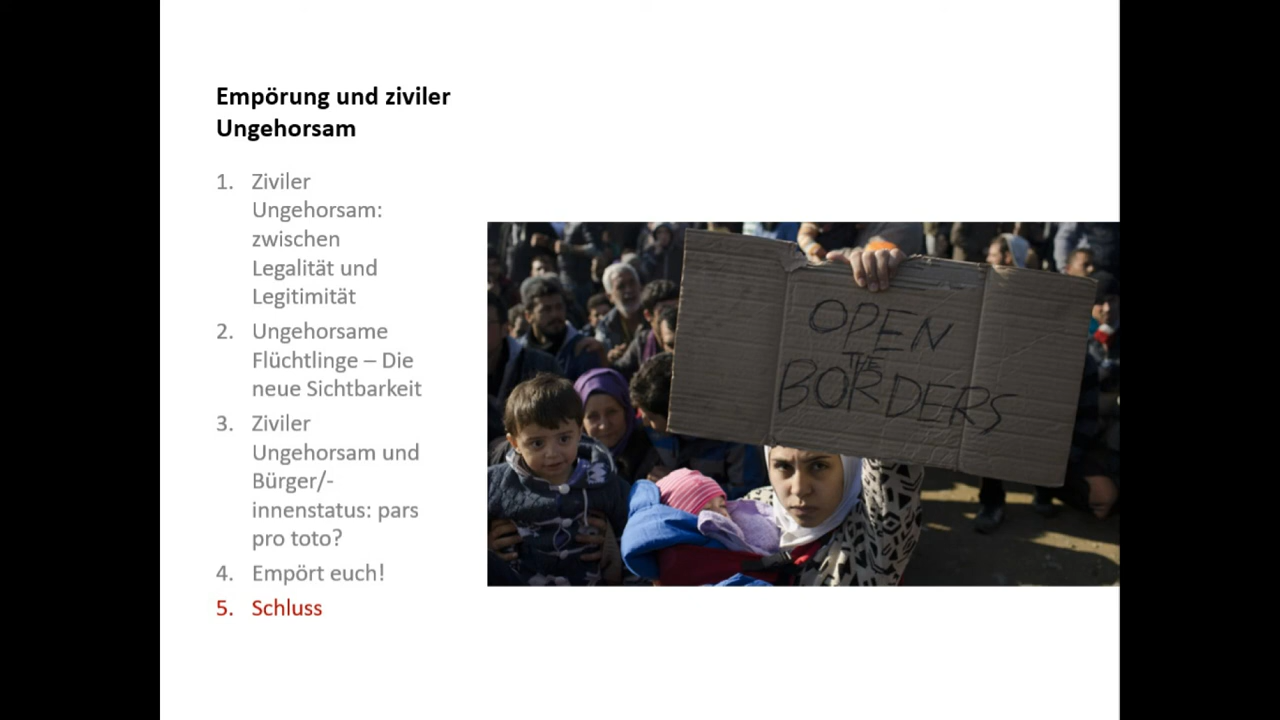 Empörung und ziviler
Ungehorsam
1. Ziviler
Ungehorsam:
zwischen
Legalität und
Legitimität
2. Ungehorsame
Flüchtlinge – Die
neue Sichtbarkeit
3. Ziviler
Ungehorsam und
Bürger/-
innenstatus: pars
pro toto?
4. Empört euch!
5. Schluss
OPEN
THE
BORDERS